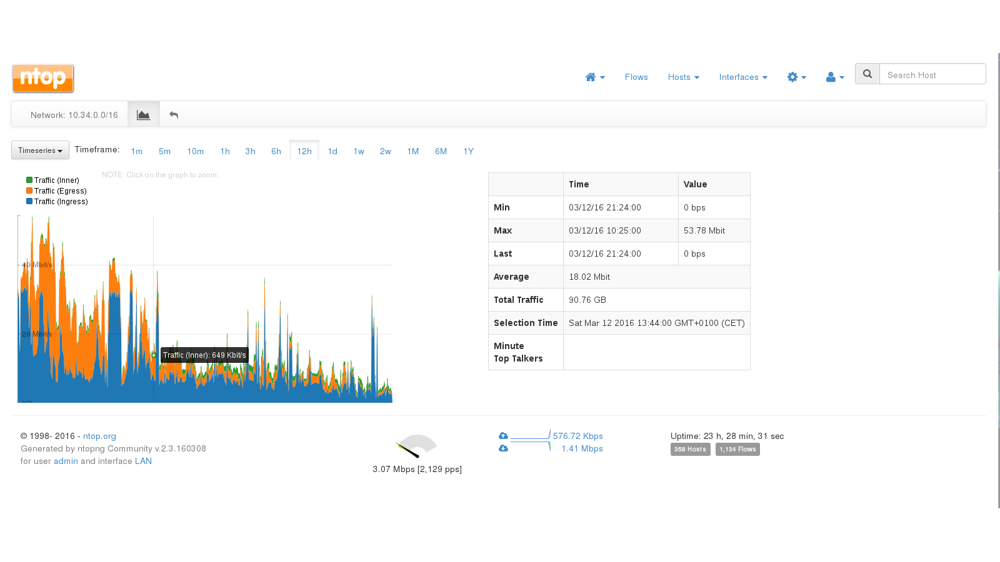 ntop
Flows
Hosts
Interfaces
Search Host
Network: 10.34.0.0/16
Timeseries
Timeframe:
1m
5m
10m
1h
3h
6h
12h
1d
1w
2w
1M
6M
1Y
NOTE: Click on the graph to zoom.
Traffic (Inner)
Traffic (Egress)
Traffic (Ingress)
40 Mbit/s
20 Mbit/s
Traffic (Inner): 649 Kbit/s
Time Value
Min 03/12/16 21:24:00 0 bps
Max 03/12/16 10:25:00 53.78 Mbit
Last 03/12/16 21:24:00 0 bps
Average 18.02 Mbit
Total Traffic 90.76 GB
Selection Time Sat Mar 12 2016 13:44:00 GMT+0100 (CET)
Minute
Top Talkers
© 1998- 2016 - ntop.org
Generated by ntopng Community v.2.3.160308
for user admin and interface LAN
3.07 Mbps [2,129 pps]
576.72 Kbps
1.41 Mbps
Uptime: 23 h, 28 min, 31 sec
358 Hosts
1,134 Flows